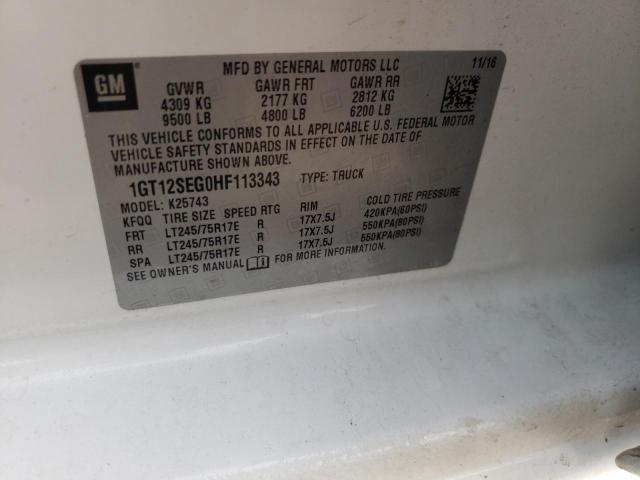 GM
MFD BY GENERAL MOTORS LLC 11/16
GVWR GAWR FRT GAWR RR
4309 KG 2177 KG 2812 KG
9500 LB 4800 LB 6200 LB
THIS VEHICLE CONFORMS TO ALL APPLICABLE U.S. FEDERAL MOTOR
VEHICLE SAFETY STANDARDS IN EFFECT ON THE DATE OF
MANUFACTURE SHOWN ABOVE.
1GT12SEG0HF113343 TYPE: TRUCK
MODEL: K25743
KFQQ TIRE SIZE SPEED RTG RIM COLD TIRE PRESSURE
FRT LT245/75R17E R 17X7.5J 420KPA(60PSI)
RR LT245/75R17E R 17X7.5J 550KPA(80PSI)
SPA LT245/75R17E R 17X7.5J 550KPA(80PSI)
SEE OWNER'S MANUAL FOR MORE INFORMATION.